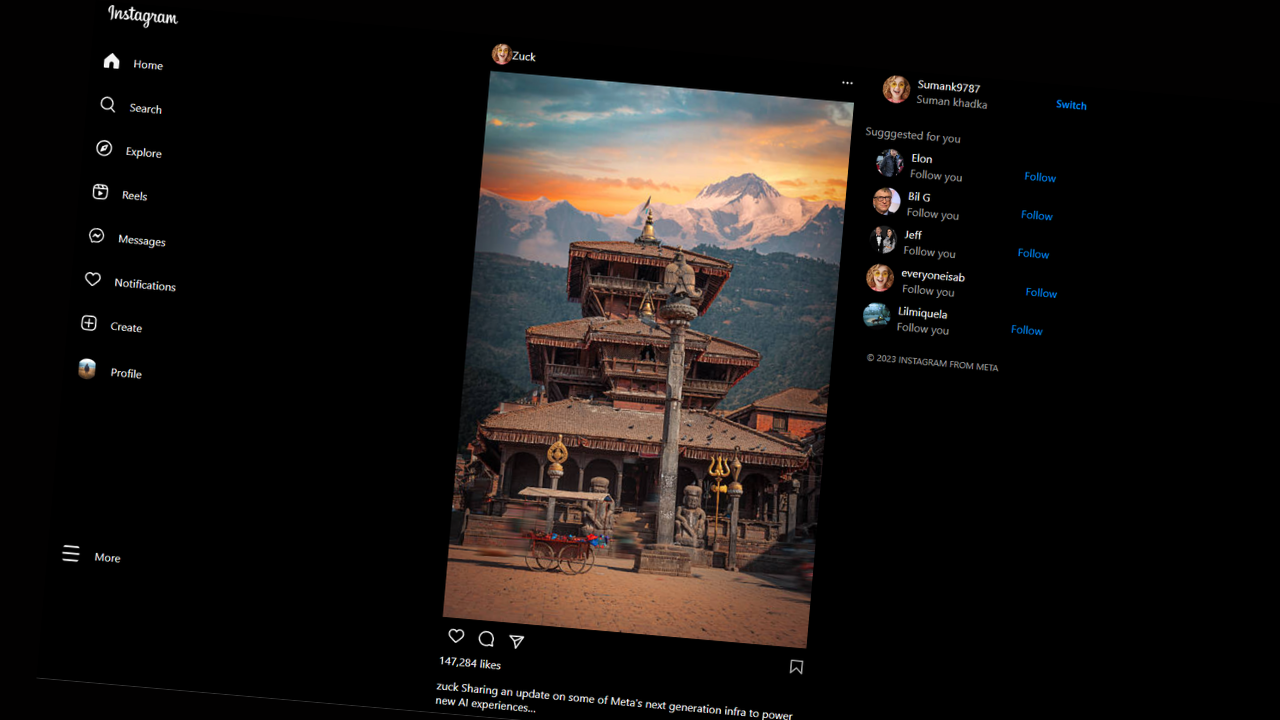 Instagram
Home
Search
Explore
Reels
Messages
Notifications
Create
Profile
More
Zuck
147,284 likes
zuck Sharing an update on some of Meta's next generation infra to power
new AI experiences...
Sumank9787
Suman khadka
Switch
Sugggested for you
Elon
Follow you
Follow
Bil G
Follow you
Follow
Jeff
Follow you
Follow
everyoneisab
Follow you
Follow
Lilmiquela
Follow you
Follow
© 2023 INSTAGRAM FROM META